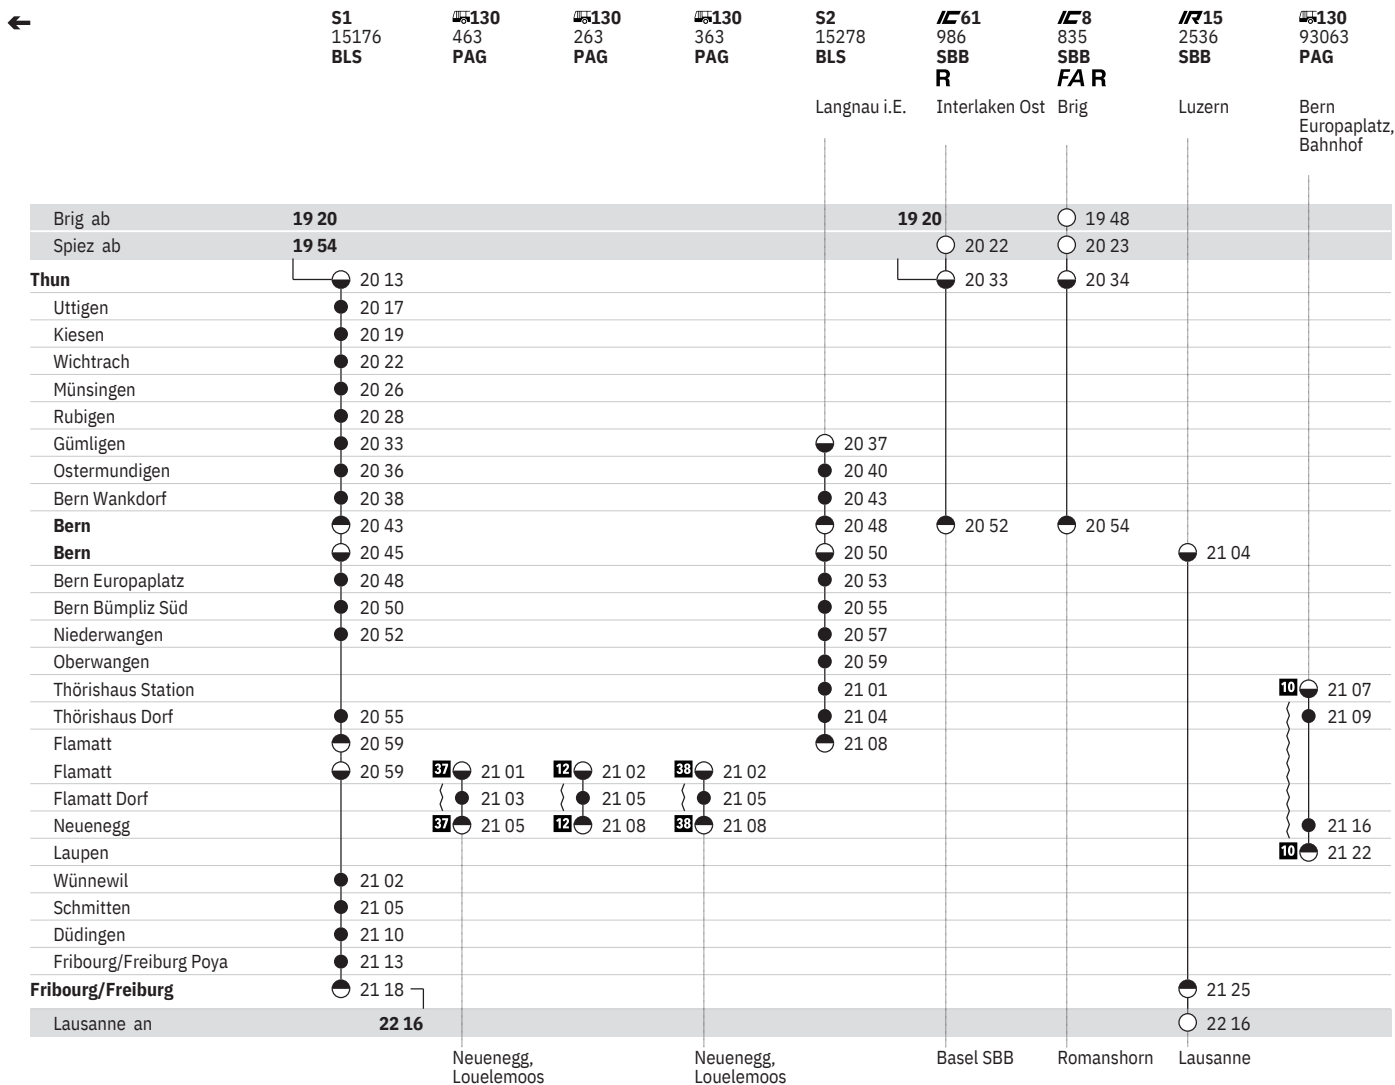 S1 130 130 130 S2 IC61 IC8 IR15 130
15176 463 263 363 15278 986 835 2536 93063
BLS PAG PAG PAG BLS SBB SBB SBB PAG
R FA R
Langnau i.E. Interlaken Ost Brig Luzern Bern
Europaplatz,
Bahnhof
Brig ab 19 20 19 20 19 48
Spiez ab 19 54 20 22 20 23
Thun 20 13 20 33 20 34
Uttigen 20 17
Kiesen 20 19
Wichtrach 20 22
Münsingen 20 26
Rubigen 20 28
Gümligen 20 33 20 37
Ostermundigen 20 36 20 40
Bern Wankdorf 20 38 20 43
Bern 20 43 20 48 20 52 20 54
Bern 20 45 20 50 21 04
Bern Europaplatz 20 48 20 53
Bern Bümpliz Süd 20 50 20 55
Niederwangen 20 52 20 57
Oberwangen 20 59
Thörishaus Station 21 01 10 21 07
Thörishaus Dorf 20 55 21 04 21 09
Flamatt 20 59 21 08
Flamatt 20 59 37 21 01 12 21 02 38 21 02
Flamatt Dorf 21 03 21 05 21 05
Neuenegg 37 21 05 12 21 08 38 21 08 21 16
Laupen 10 21 22
Wünnewil 21 02
Schmitten 21 05
Düdingen 21 10
Fribourg/Freiburg Poya 21 13
Fribourg/Freiburg 21 18 21 25
Lausanne an 22 16 22 16
Neuenegg, Neuenegg, Basel SBB Romanshorn Lausanne
Louelemoos Louelemoos